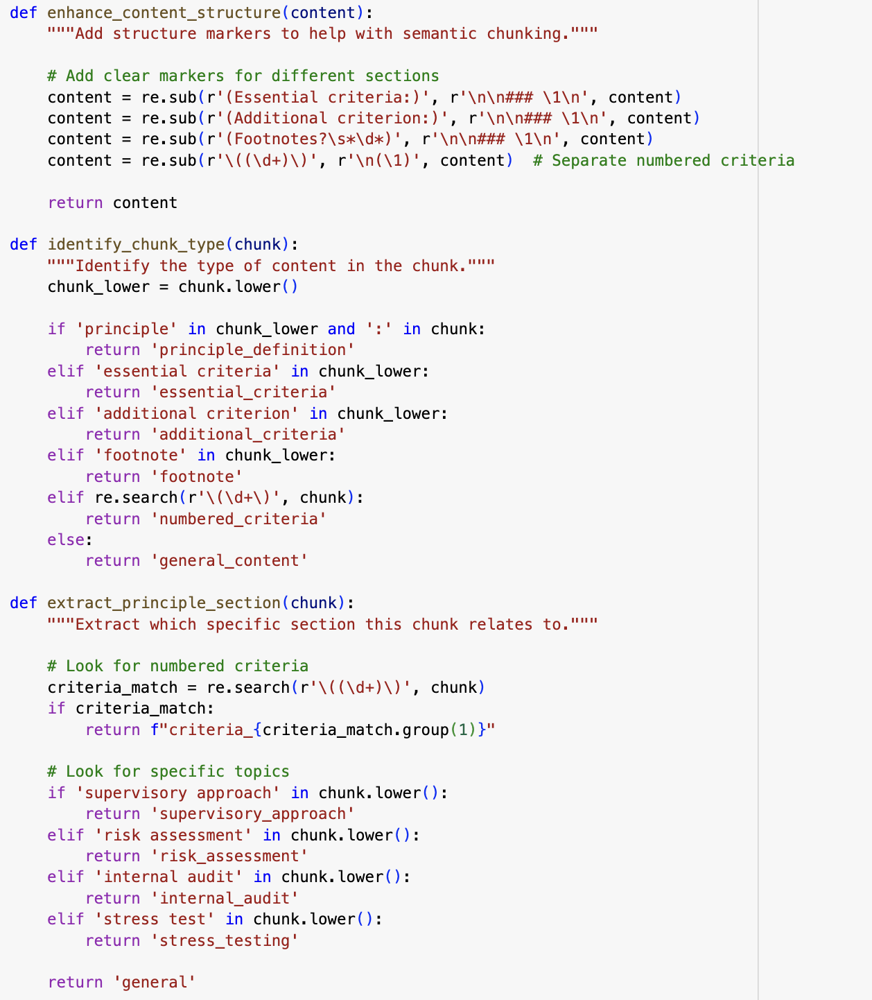 def enhance_content_structure(content):
    """Add structure markers to help with semantic chunking."""

    # Add clear markers for different sections
    content = re.sub(r'(Essential criteria:)', r'\n\n### \1\n', content)
    content = re.sub(r'(Additional criterion:)', r'\n\n### \1\n', content)
    content = re.sub(r'(Footnotes?\s*\d*)', r'\n\n### \1\n', content)
    content = re.sub(r'\((\d+)\)', r'\n(\1)', content)  # Separate numbered criteria

    return content

def identify_chunk_type(chunk):
    """Identify the type of content in the chunk."""
    chunk_lower = chunk.lower()

    if 'principle' in chunk_lower and ':' in chunk:
        return 'principle_definition'
    elif 'essential criteria' in chunk_lower:
        return 'essential_criteria'
    elif 'additional criterion' in chunk_lower:
        return 'additional_criteria'
    elif 'footnote' in chunk_lower:
        return 'footnote'
    elif re.search(r'\(\d+\)', chunk):
        return 'numbered_criteria'
    else:
        return 'general_content'

def extract_principle_section(chunk):
    """Extract which specific section this chunk relates to."""

    # Look for numbered criteria
    criteria_match = re.search(r'\((\d+)\)', chunk)
    if criteria_match:
        return f"criteria_{criteria_match.group(1)}"

    # Look for specific topics
    if 'supervisory approach' in chunk.lower():
        return 'supervisory_approach'
    elif 'risk assessment' in chunk.lower():
        return 'risk_assessment'
    elif 'internal audit' in chunk.lower():
        return 'internal_audit'
    elif 'stress test' in chunk.lower():
        return 'stress_testing'

    return 'general'